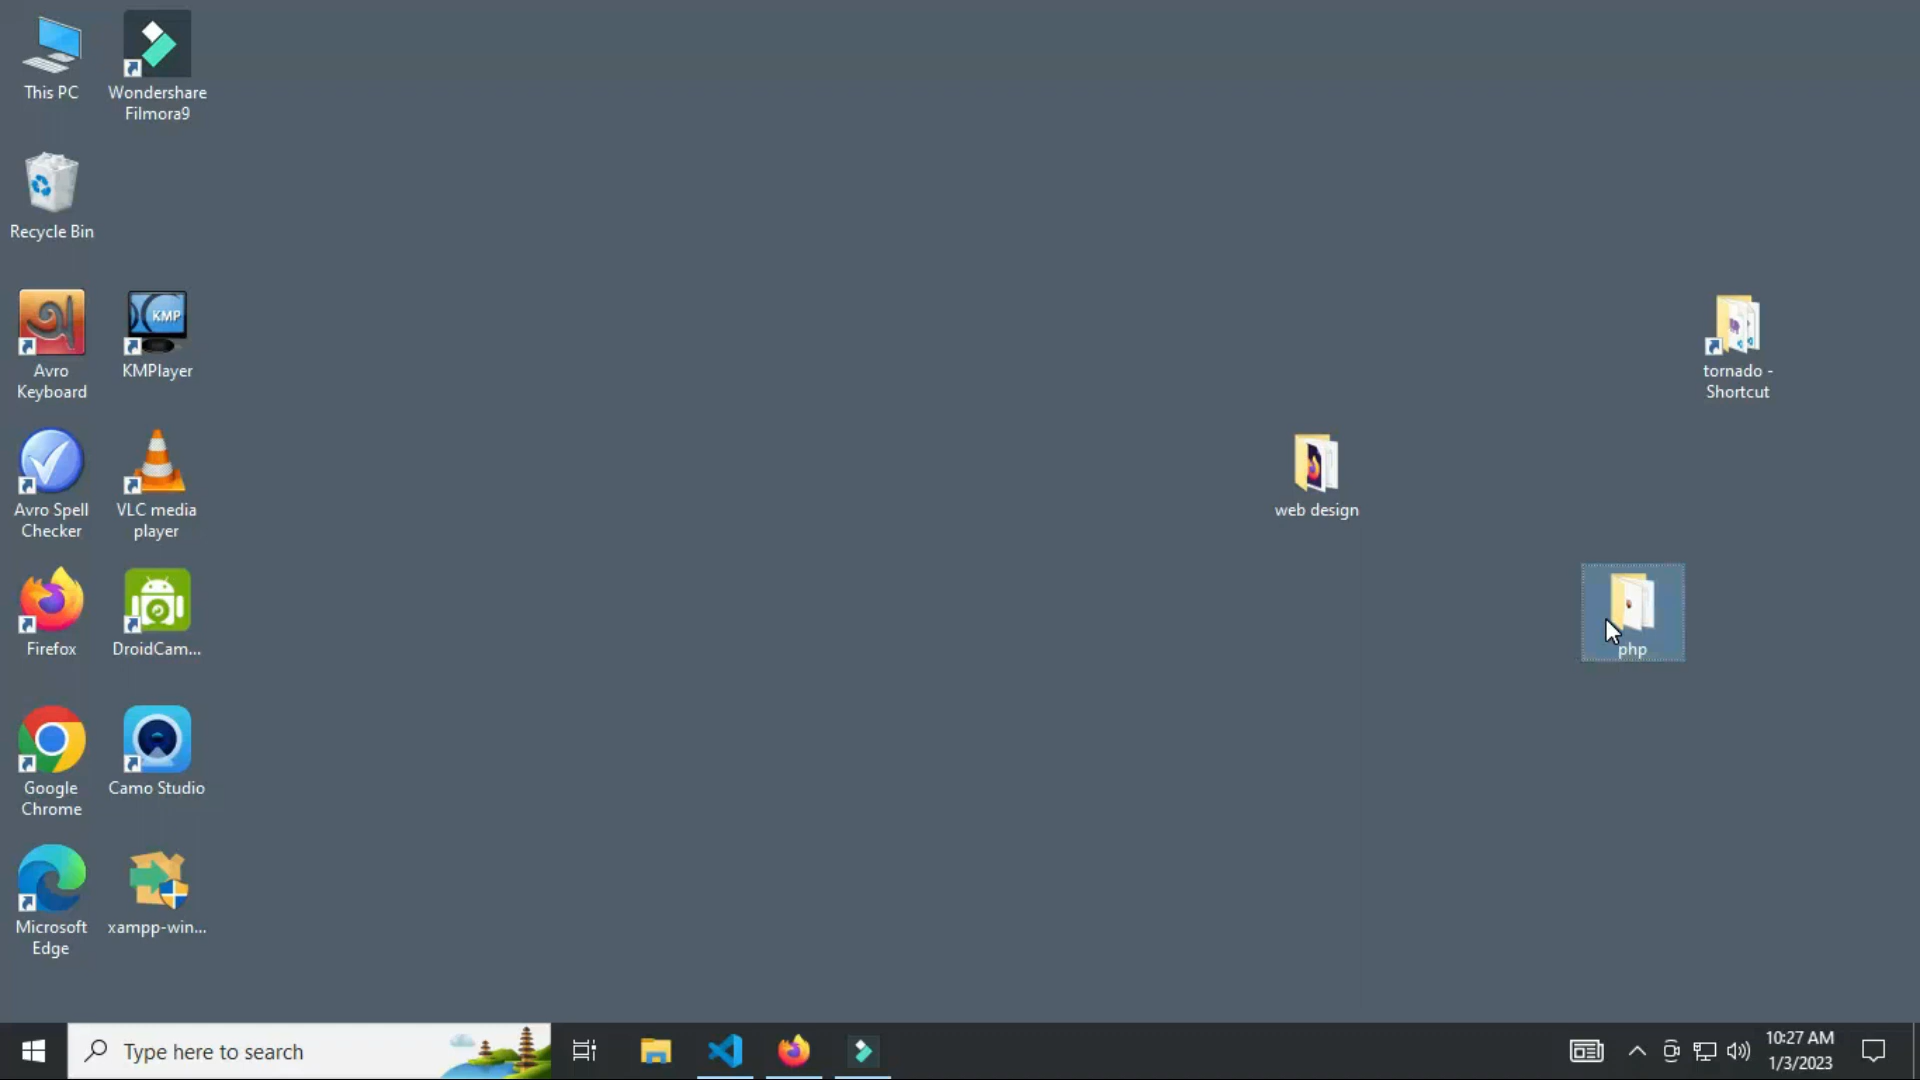 This PC
Wondershare
Filmora9
Recycle Bin
অ
Avro
Keyboard
KMP
KMPlayer
tornado -
Shortcut
Avro Spell
Checker
VLC media
player
web design
Firefox
DroidCam...
php
Google
Chrome
Camo Studio
Microsoft
Edge
xampp-win...
Type here to search
10:27 AM
1/3/2023